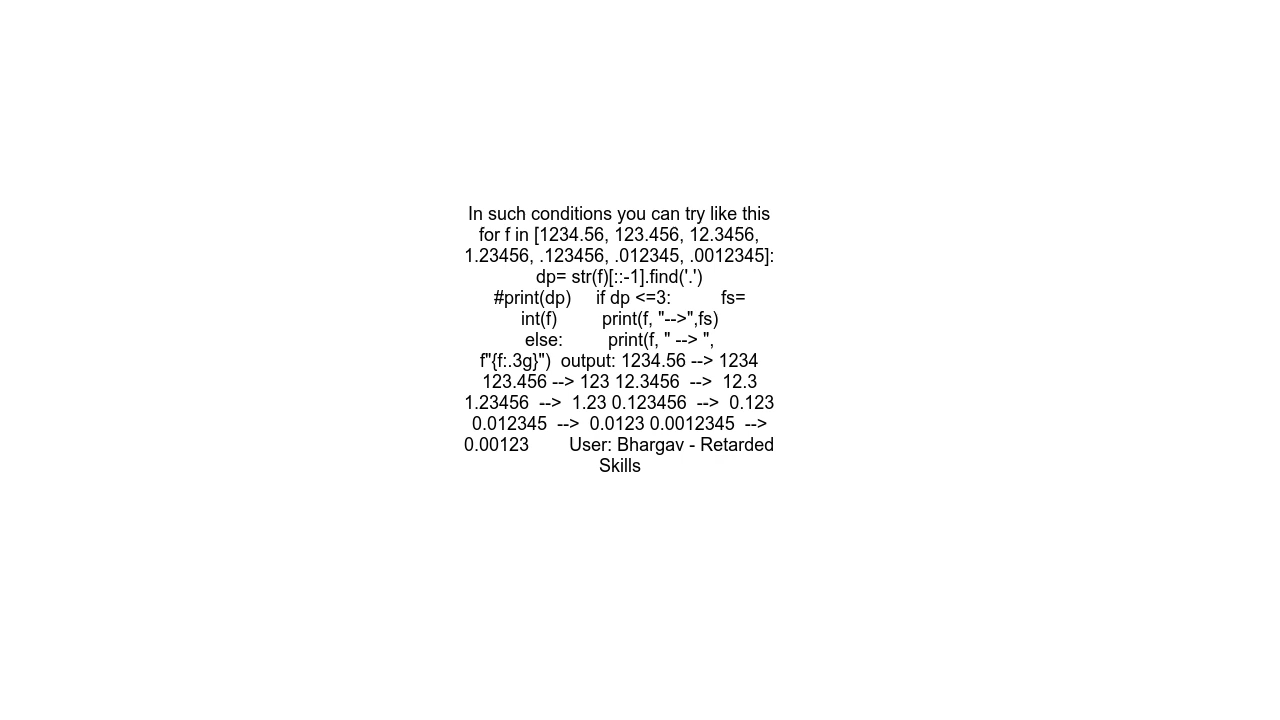 In such conditions you can try like this
for f in [1234.56, 123.456, 12.3456,
1.23456, .123456, .012345, .0012345]:
dp= str(f)[::-1].find('.')
#print(dp)     if dp <=3:          fs=
int(f)         print(f, "-->",fs)
else:         print(f, " --> ",
f"{f:.3g}")  output: 1234.56 --> 1234
123.456 --> 123 12.3456  -->  12.3
1.23456  -->  1.23 0.123456  -->  0.123
0.012345  -->  0.0123 0.0012345  -->
0.00123        User: Bhargav - Retarded
Skills